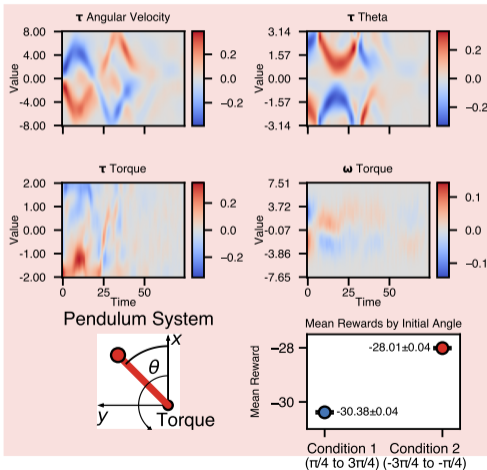 τ Angular Velocity
8.00
4.00
0.00
-4.00
-8.00
Value
0.2
0.0
-0.2
τ Theta
3.14
1.57
0.00
-1.57
-3.14
Value
0.2
0.0
-0.2
τ Torque
2.00
1.00
0.00
-1.00
-2.00
Value
0 25 50
Time
0.2
0.0
-0.2
ω Torque
7.51
3.72
-0.07
-3.86
-7.65
Value
0 25 50
Time
0.1
0.0
-0.1
Pendulum System
x
θ
y
Torque
Mean Rewards by Initial Angle
Mean Reward
-28
-30
-28.01±0.04
-30.38±0.04
Condition 1 Condition 2
(π/4 to 3π/4) (-3π/4 to -π/4)